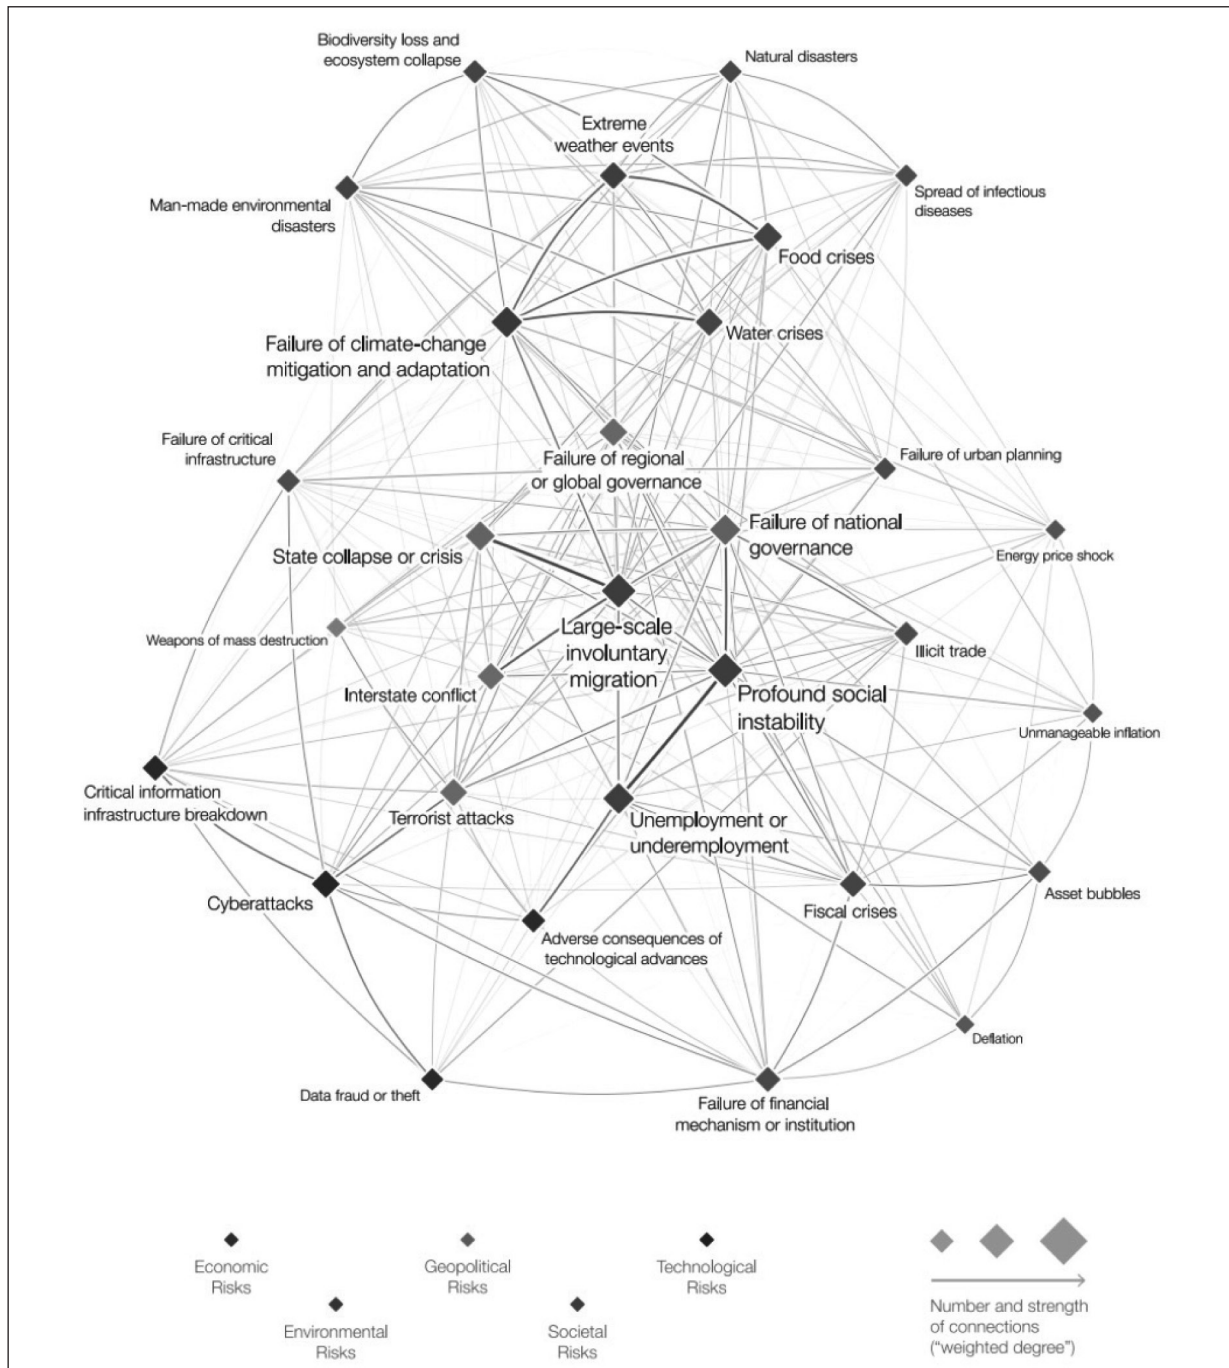 Biodiversity loss and
ecosystem collapse
Natural disasters
Extreme
weather events
Man-made environmental
disasters
Spread of infectious
diseases
Food crises
Water crises
Failure of climate-change
mitigation and adaptation
Failure of critical
infrastructure
Failure of regional
or global governance
Failure of urban planning
State collapse or crisis
Failure of national
governance
Energy price shock
Weapons of mass destruction
Large-scale
involuntary
migration
Illicit trade
Interstate conflict
Profound social
instability
Unmanageable inflation
Critical information
infrastructure breakdown
Terrorist attacks
Unemployment or
underemployment
Cyberattacks
Fiscal crises
Asset bubbles
Adverse consequences of
technological advances
Deflation
Data fraud or theft
Failure of financial
mechanism or institution
Economic
Risks
Geopolitical
Risks
Technological
Risks
Environmental
Risks
Societal
Risks
Number and strength
of connections
(“weighted degree”)